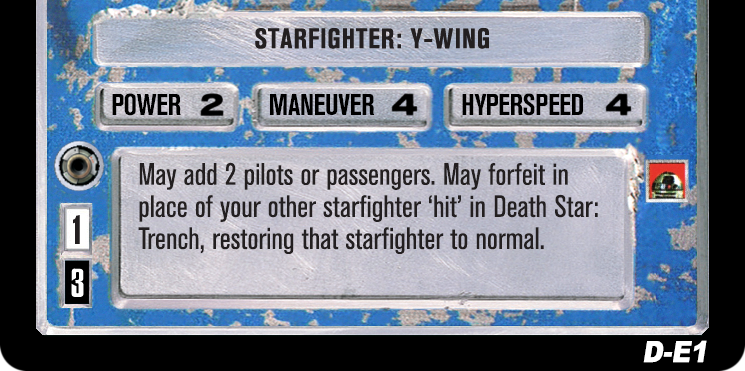 STARFIGHTER: Y-WING
POWER 2 MANEUVER 4 HYPERSPEED 4
May add 2 pilots or passengers. May forfeit in
place of your other starfighter ‘hit’ in Death Star:
Trench, restoring that starfighter to normal.
1
3
D-E1